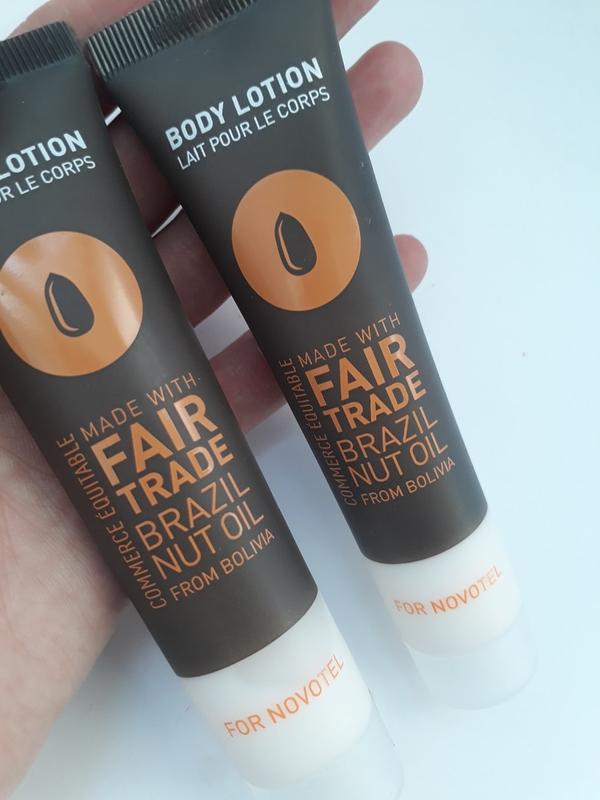 LOTION
LE CORPS
COMMERCE ÉQUITABLE
MADE WITH
FAIR
TRADE
BRAZIL
NUT OIL
FROM BOLIVIA
FOR NOVOTEL
BODY LOTION
LAIT POUR LE CORPS
COMMERCE ÉQUITABLE
MADE WITH
FAIR
TRADE
BRAZIL
NUT OIL
FROM BOLIVIA
FOR NOVOTEL